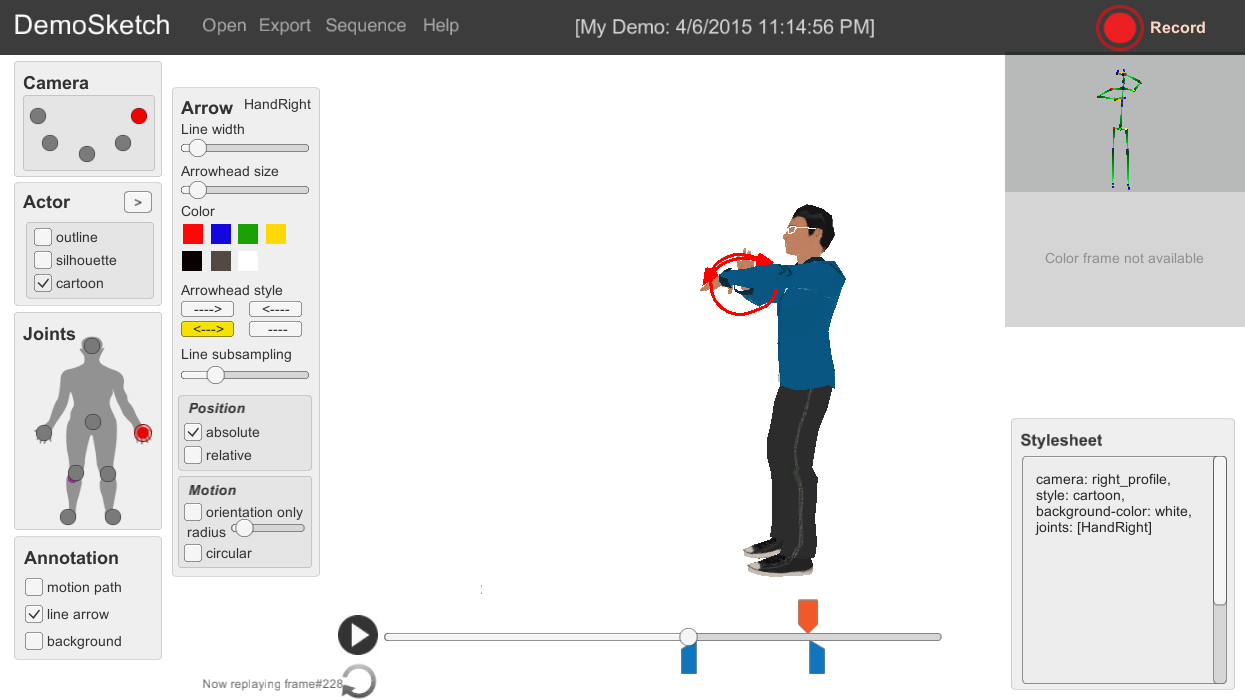 DemoSketch
Open Export Sequence Help
[My Demo: 4/6/2015 11:14:56 PM]
Record
Camera
Actor
>
outline
silhouette
cartoon
Joints
Annotation
motion path
line arrow
background
Arrow HandRight
Line width
Arrowhead size
Color
Arrowhead style
----> <----
<---> ----
Line subsampling
Position
absolute
relative
Motion
orientation only
radius
circular
Now replaying frame#228
Color frame not available
Stylesheet
camera: right_profile,
style: cartoon,
background-color: white,
joints: [HandRight]